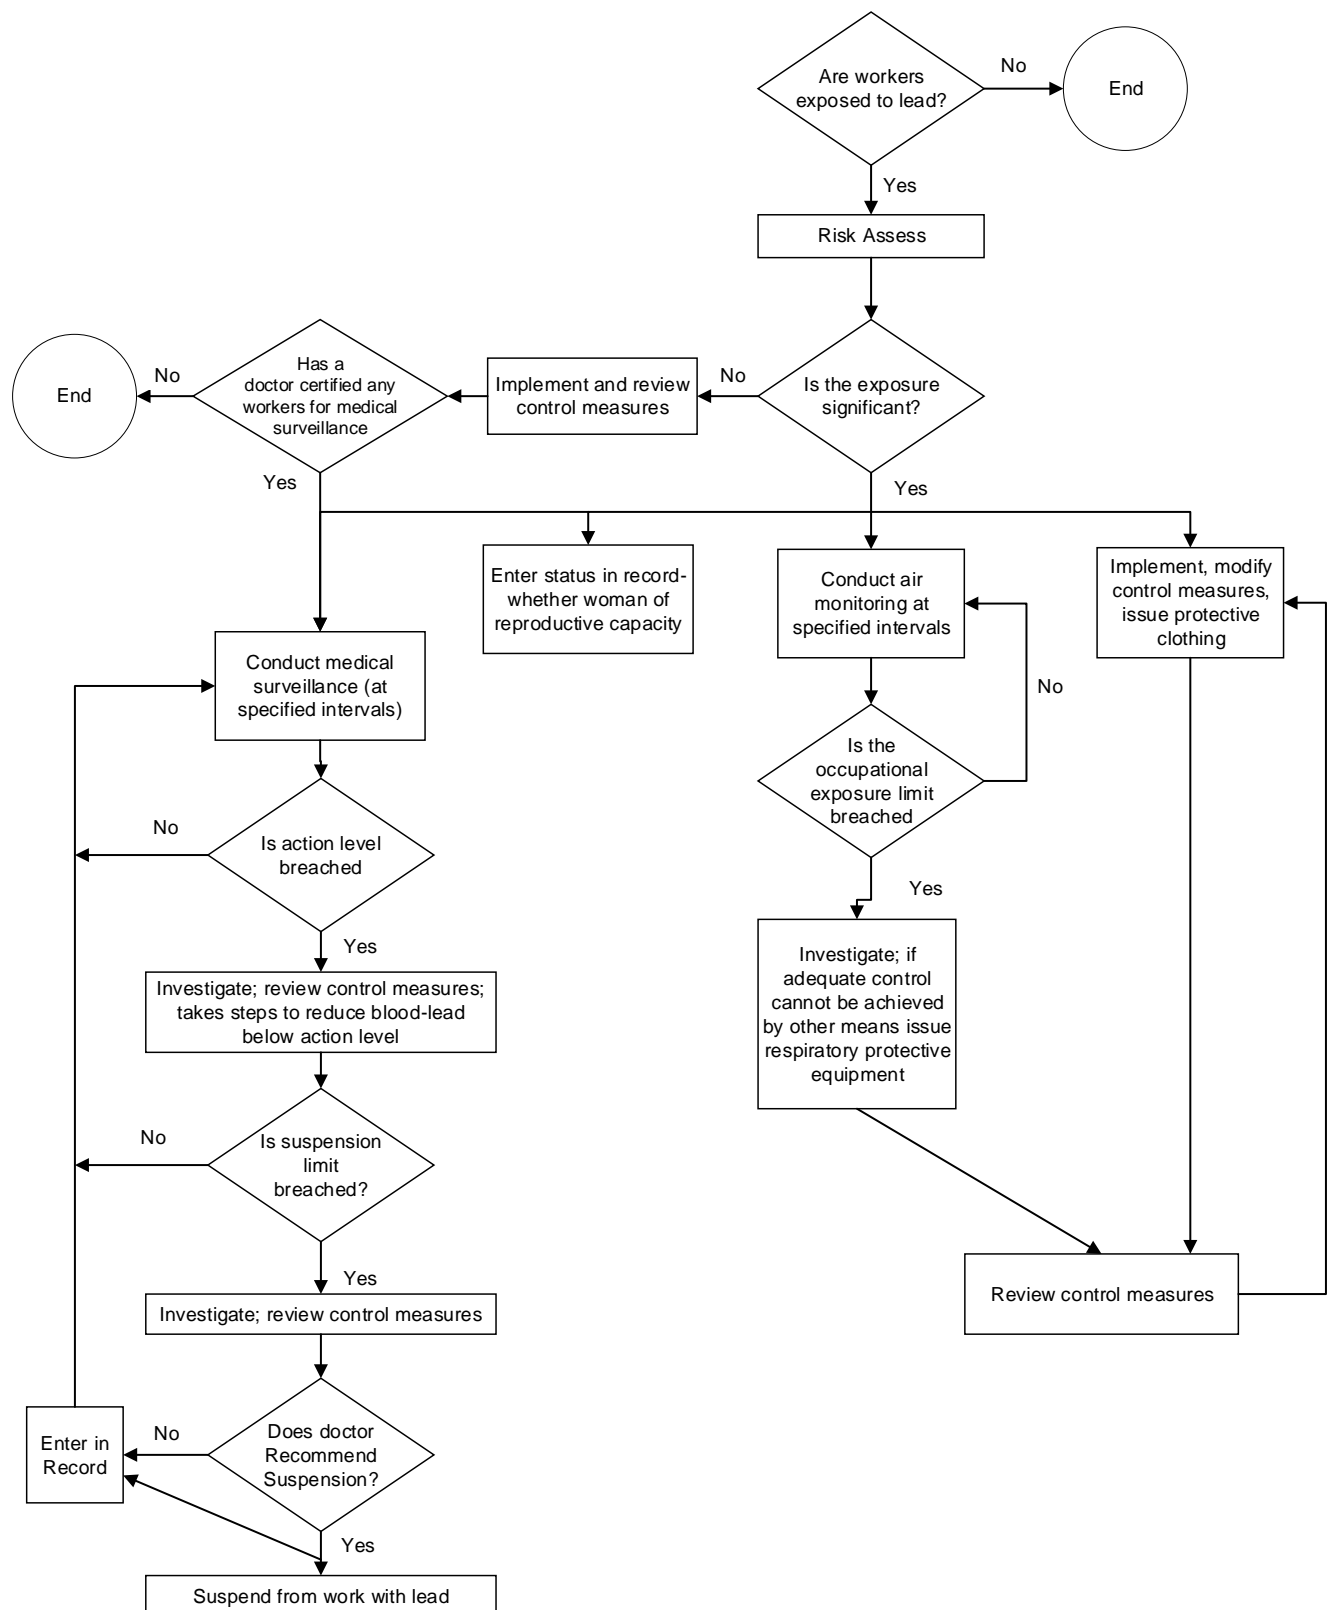 Are workers
exposed to lead?
No
End
Yes
Risk Assess
Is the exposure
significant?
No
Implement and review
control measures
Has a
doctor certified any
workers for medical
surveillance
No
End
Yes
Yes
Enter status in record-
whether woman of
reproductive capacity
Conduct air
monitoring at
specified intervals
Implement, modify
control measures,
issue protective
clothing
Conduct medical
surveillance (at
specified intervals)
No
Is the
occupational
exposure limit
breached
Is action level
breached
No
Yes
Yes
Investigate; if
adequate control
cannot be achieved
by other means issue
respiratory protective
equipment
Investigate; review control measures;
takes steps to reduce blood-lead
below action level
Is suspension
limit
breached?
No
Yes
Review control measures
Investigate; review control measures
Does doctor
Recommend
Suspension?
No
Enter in
Record
Yes
Suspend from work with lead